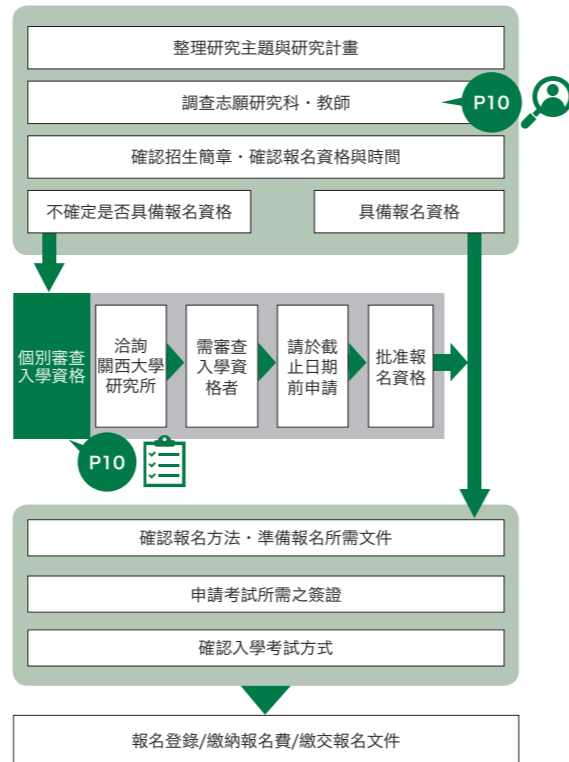 整理研究主題與研究計畫
調查志願研究科・教師
P10
確認招生簡章・確認報名資格與時間
不確定是否具備報名資格
具備報名資格
個別審查
入學資格
洽詢
關西大學
研究所
需審查
入學資
格者
請於截
止日期
前申請
批准報
名資格
P10
確認報名方法・準備報名所需文件
申請考試所需之簽證
確認入學考試方式
報名登錄/繳納報名費/繳交報名文件